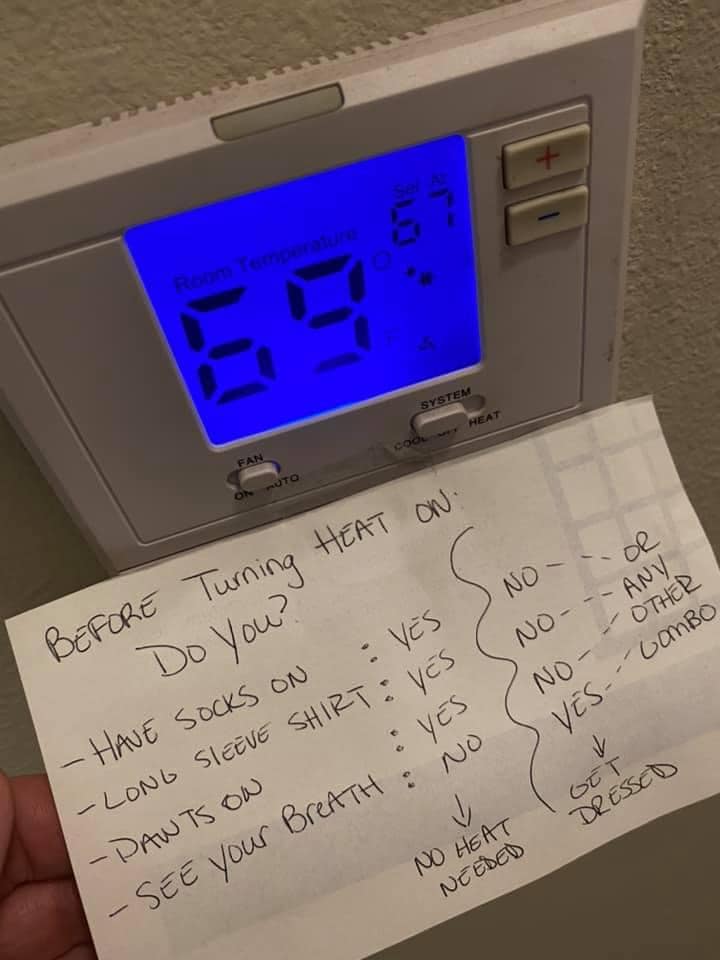 Set At
67
Room Temperature
69
F
+
-
SYSTEM
COOL OFF HEAT
FAN
ON AUTO
BEFORE Turning HEAT ON:
Do You?
- HAVE SOCKS ON : YES NO -- OR
- LONG SLEEVE SHIRT : YES NO -- ANY
- PANTS ON : YES NO -- OTHER
- SEE YOUR BREATH : NO YES -- COMBO
↓ NO HEAT NEEDED
↓ GET DRESSED